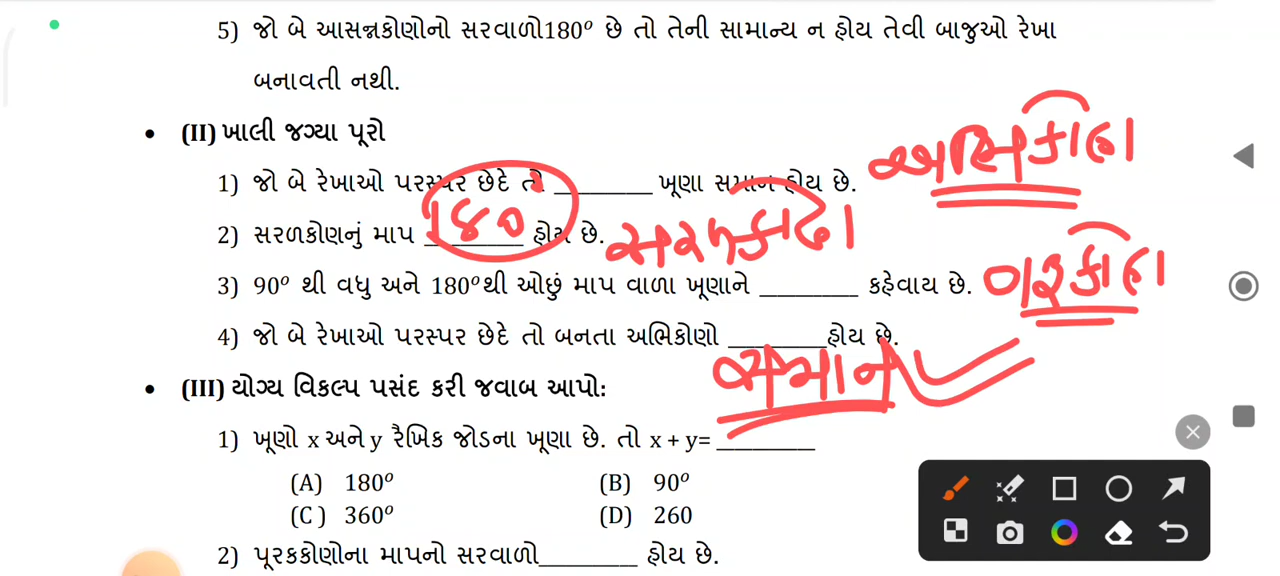 5) જો બે આસન્નકોણોનો સરવાળો180° છે તો તેની સામાન્ય ન હોય તેવી બાજુઓ રેખા
બનાવતી નથી.
• (II) ખાલી જગ્યા પૂરો
અભિકોણ
1) જો બે રેખાઓ પરસ્પર છેદે તો ________ ખૂણા સમાન હોય છે.
2) સરળકોણનું માપ ________ હોય છે.
180
સરળકોણ
3) 90° થી વધુ અને 180°થી ઓછું માપ વાળા ખૂણાને ________ કહેવાય છે.
4) જો બે રેખાઓ પરસ્પર છેદે તો બનતા અભિકોણો ________હોય છે.
સમાન
• (III) યોગ્ય વિકલ્પ પસંદ કરી જવાબ આપો:
1) ખૂણો x અને y રૈખિક જોડના ખૂણા છે. તો x + y= ________
(A) 180° (B) 90°
(C ) 360° (D) 260
2) પૂરકકોણોના માપનો સરવાળો________ હોય છે.